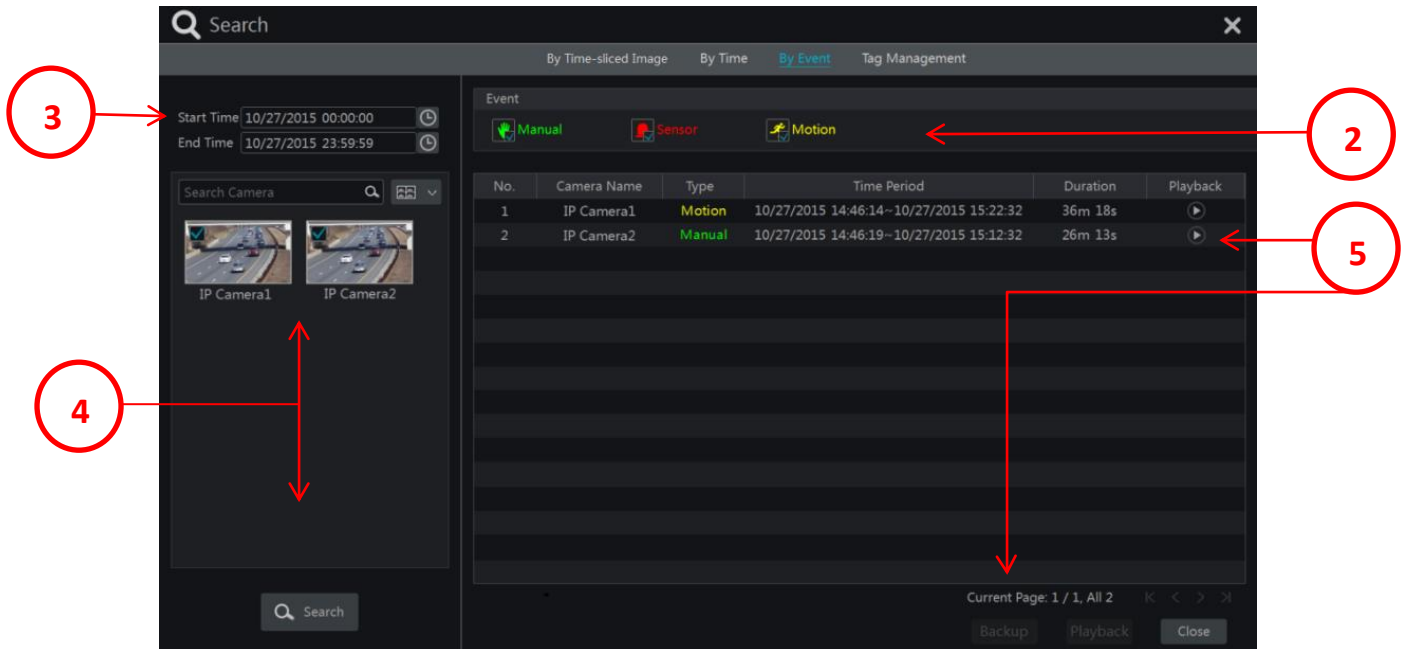 Search
By Time-sliced Image By Time By Event Tag Management
3
Start Time 10/27/2015 00:00:00
End Time 10/27/2015 23:59:59
Search Camera
IP Camera1 IP Camera2
4
Search
Event
Manual Sensor Motion
2
No. Camera Name Type Time Period Duration Playback
1 IP Camera1 Motion 10/27/2015 14:46:14~10/27/2015 15:22:32 36m 18s
2 IP Camera2 Manual 10/27/2015 14:46:19~10/27/2015 15:12:32 26m 13s
5
Current Page: 1 / 1, All 2
Backup Playback Close